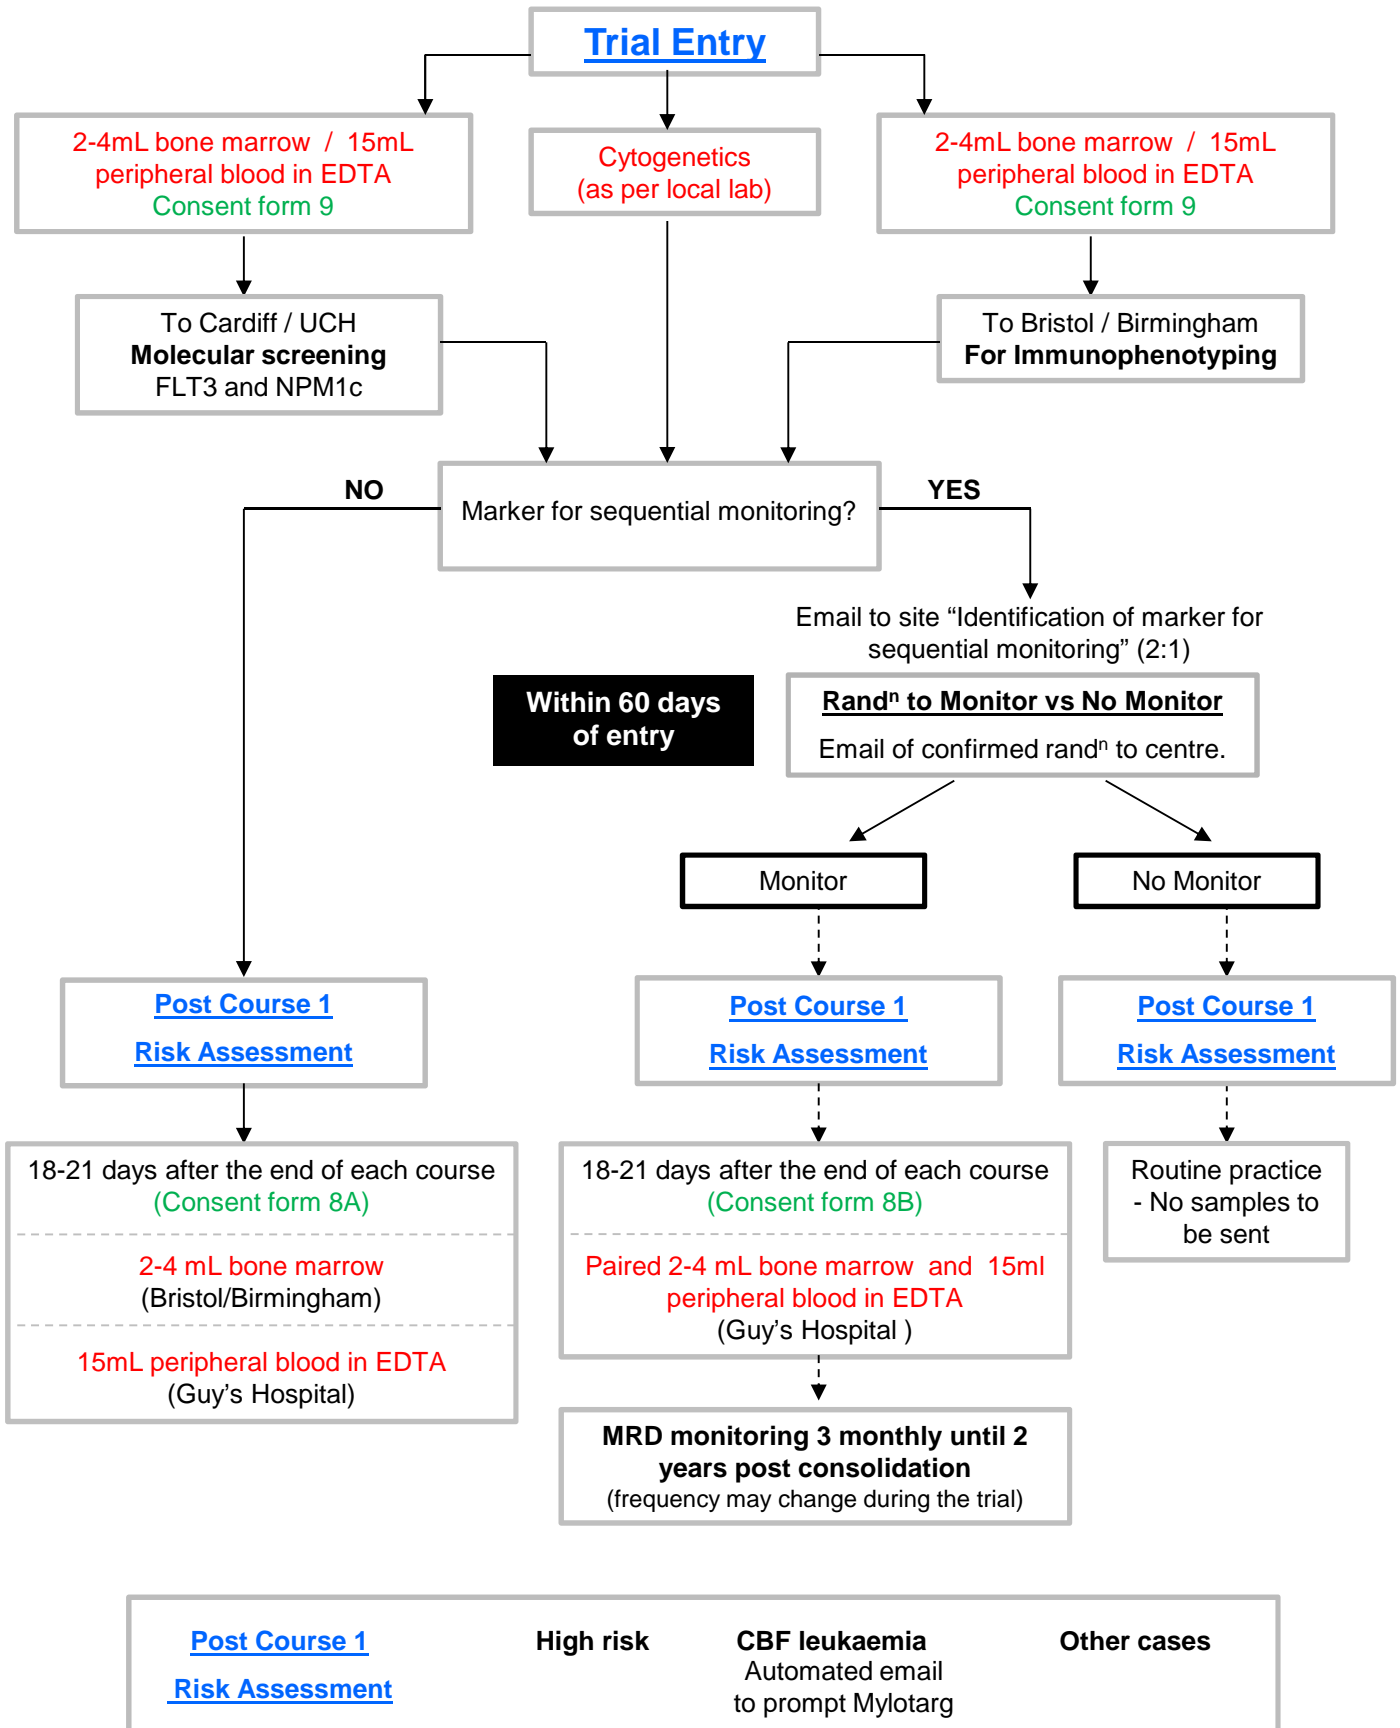 Trial Entry
2-4mL bone marrow / 15mL
peripheral blood in EDTA
Consent form 9
Cytogenetics
(as per local lab)
2-4mL bone marrow / 15mL
peripheral blood in EDTA
Consent form 9
To Cardiff / UCH
Molecular screening
FLT3 and NPM1c
To Bristol / Birmingham
For Immunophenotyping
NO
Marker for sequential monitoring?
YES
Email to site “Identification of marker for
sequential monitoring” (2:1)
Within 60 days
of entry
Randⁿ to Monitor vs No Monitor
Email of confirmed randⁿ to centre.
Monitor
No Monitor
Post Course 1
Risk Assessment
Post Course 1
Risk Assessment
Post Course 1
Risk Assessment
18-21 days after the end of each course
(Consent form 8A)
2-4 mL bone marrow
(Bristol/Birmingham)
15mL peripheral blood in EDTA
(Guy’s Hospital)
18-21 days after the end of each course
(Consent form 8B)
Paired 2-4 mL bone marrow and 15ml
peripheral blood in EDTA
(Guy’s Hospital )
Routine practice
- No samples to
be sent
MRD monitoring 3 monthly until 2
years post consolidation
(frequency may change during the trial)
Post Course 1
Risk Assessment
High risk
CBF leukaemia
Automated email
to prompt Mylotarg
Other cases